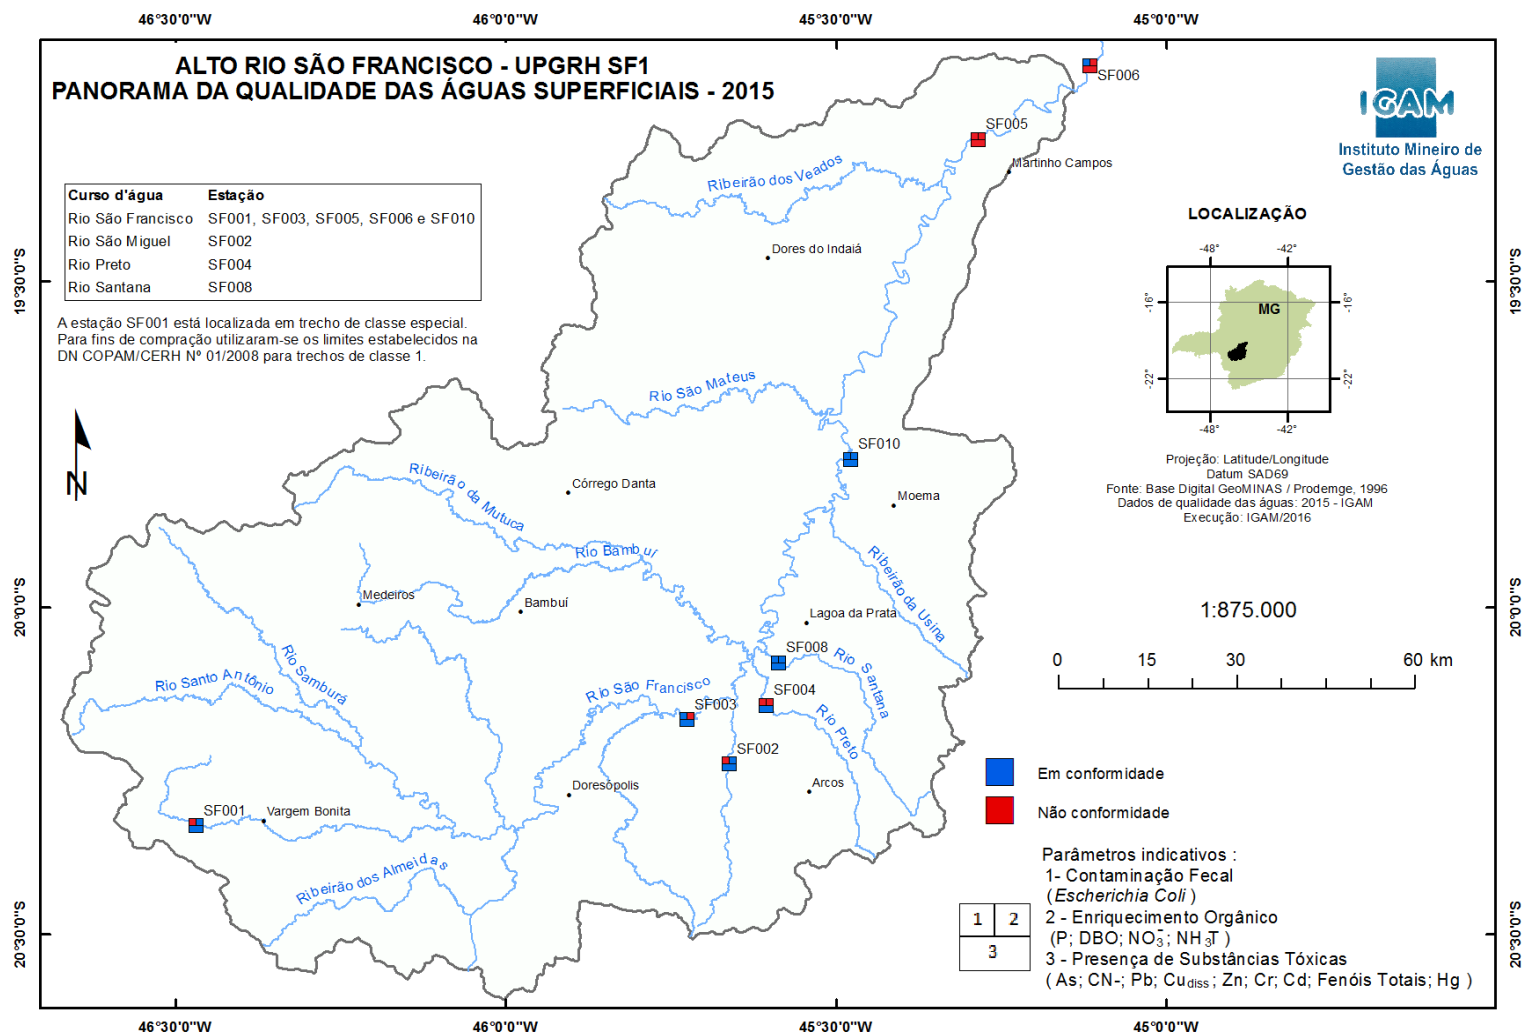 46°30'0"W 46°0'0"W 45°30'0"W 45°0'0"W
ALTO RIO SÃO FRANCISCO - UPGRH SF1
PANORAMA DA QUALIDADE DAS ÁGUAS SUPERFICIAIS - 2015
SF006
IGAM
Instituto Mineiro de
Gestão das Águas
SF005
Martinho Campos
Ribeirão dos Veados
Curso d'água Estação
Rio São Francisco SF001, SF003, SF005, SF006 e SF010
Rio São Miguel SF002
Rio Preto SF004
Rio Santana SF008
A estação SF001 está localizada em trecho de classe especial.
Para fins de compração utilizaram-se os limites estabelecidos na
DN COPAM/CERH Nº 01/2008 para trechos de classe 1.
LOCALIZAÇÃO
-48° -42°
-16° -16°
MG
-22° -22°
-48° -42°
Dores do Indaiá
19°30'0"S 19°30'0"S
Rio São Mateus
N
SF010
Projeção: Latitude/Longitude
Datum SAD69
Fonte: Base Digital GeoMINAS / Prodemge, 1996
Dados de qualidade das águas: 2015 - IGAM
Execução: IGAM/2016
Ribeirão da Mutuca
Córrego Danta
Moema
Rio Bambuí
Ribeirão da Usina
Medeiros
Bambuí
Lagoa da Prata
20°0'0"S 20°0'0"S
1:875.000
0 15 30 60 km
SF008
Rio Samburá
Rio Santo Antônio
Rio São Francisco
SF004
Rio Santana
SF003
Rio Preto
SF002
Doresópolis
Arcos
SF001
Vargem Bonita
Ribeirão dos Almeidas
Em conformidade
Não conformidade
Parâmetros indicativos :
1- Contaminação Fecal
(Escherichia Coli )
1 2
3
2 - Enriquecimento Orgânico
(P; DBO; NO₃⁻; NH₃T )
3 - Presença de Substâncias Tóxicas
( As; CN-; Pb; Cu diss ; Zn; Cr; Cd; Fenóis Totais; Hg )
20°30'0"S 20°30'0"S
46°30'0"W 46°0'0"W 45°30'0"W 45°0'0"W